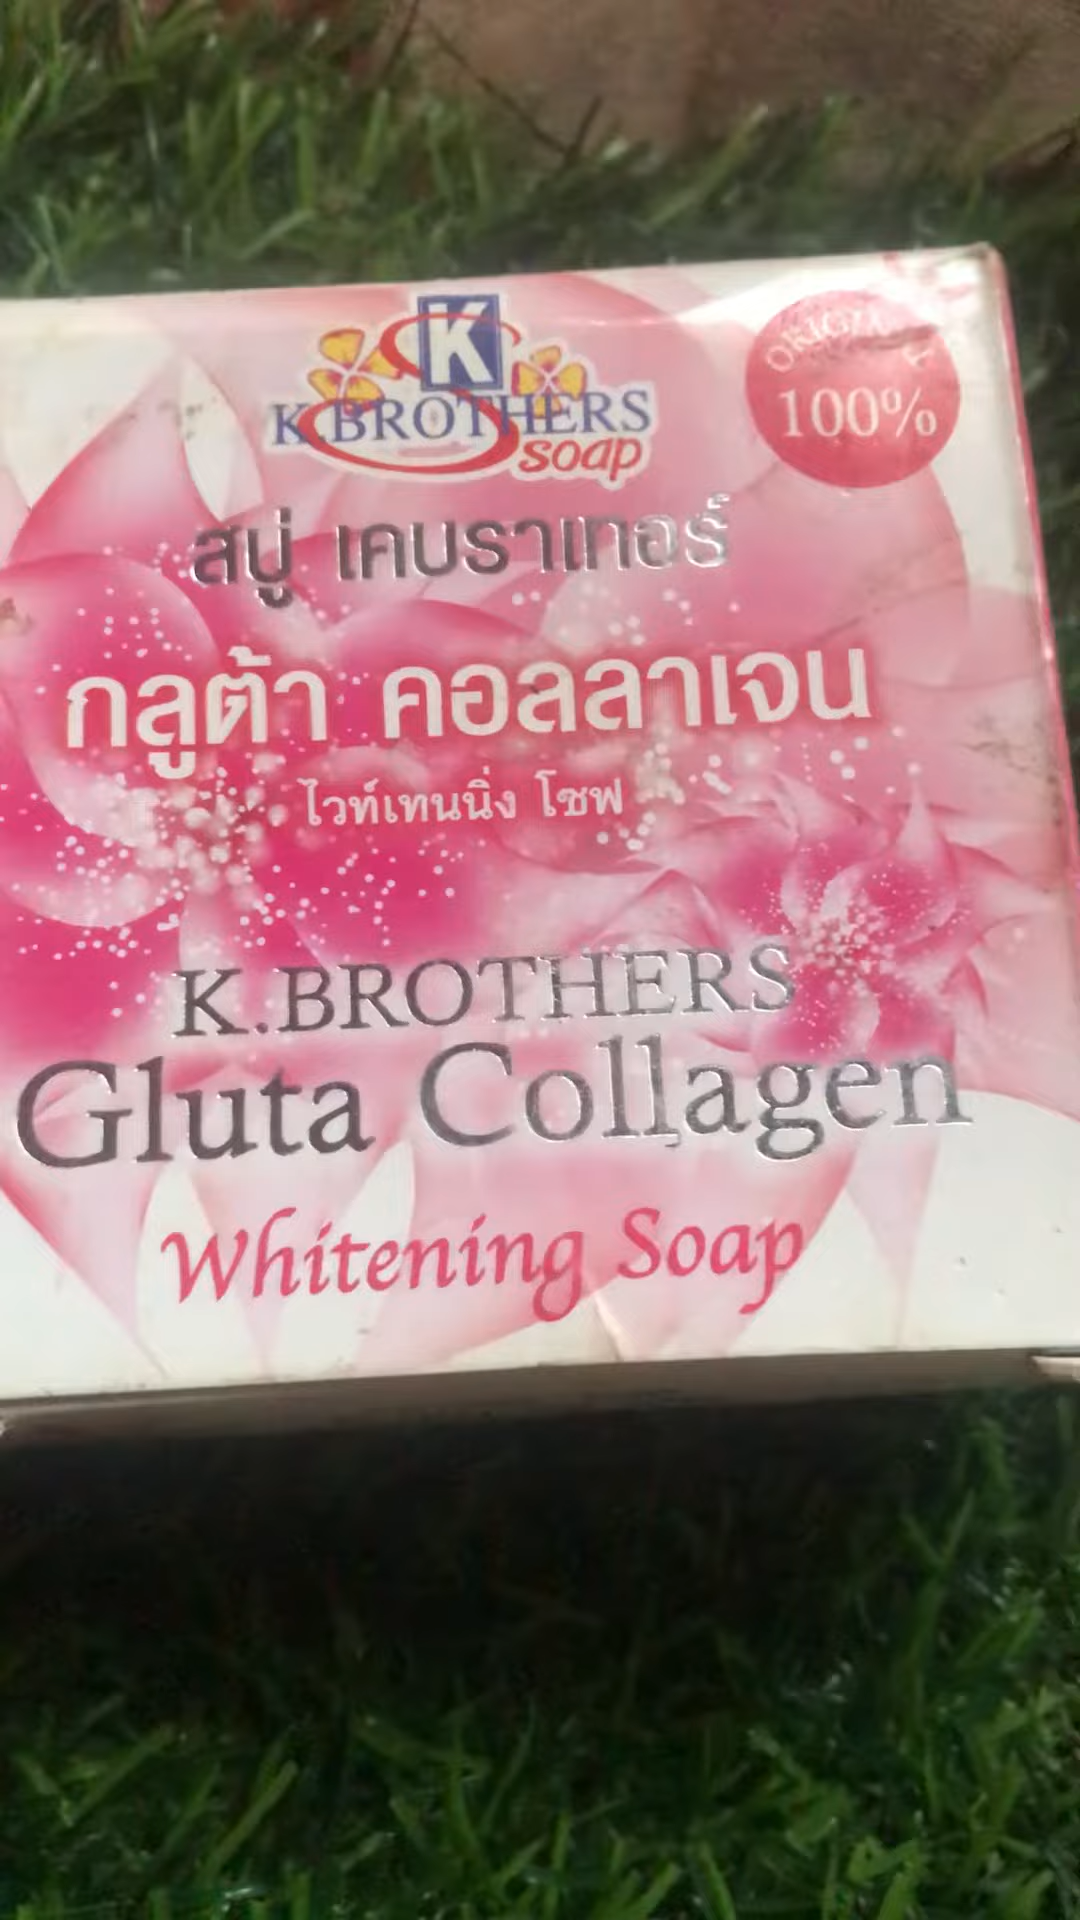 K
K.BROTHERS
soap
ORIGINAL
100%
สบู่ เคบราเทอร์
กลูต้า คอลลาเจน
ไวท์เทนนิ่ง โซฟ
K.BROTHERS
Gluta Collagen
Whitening Soap